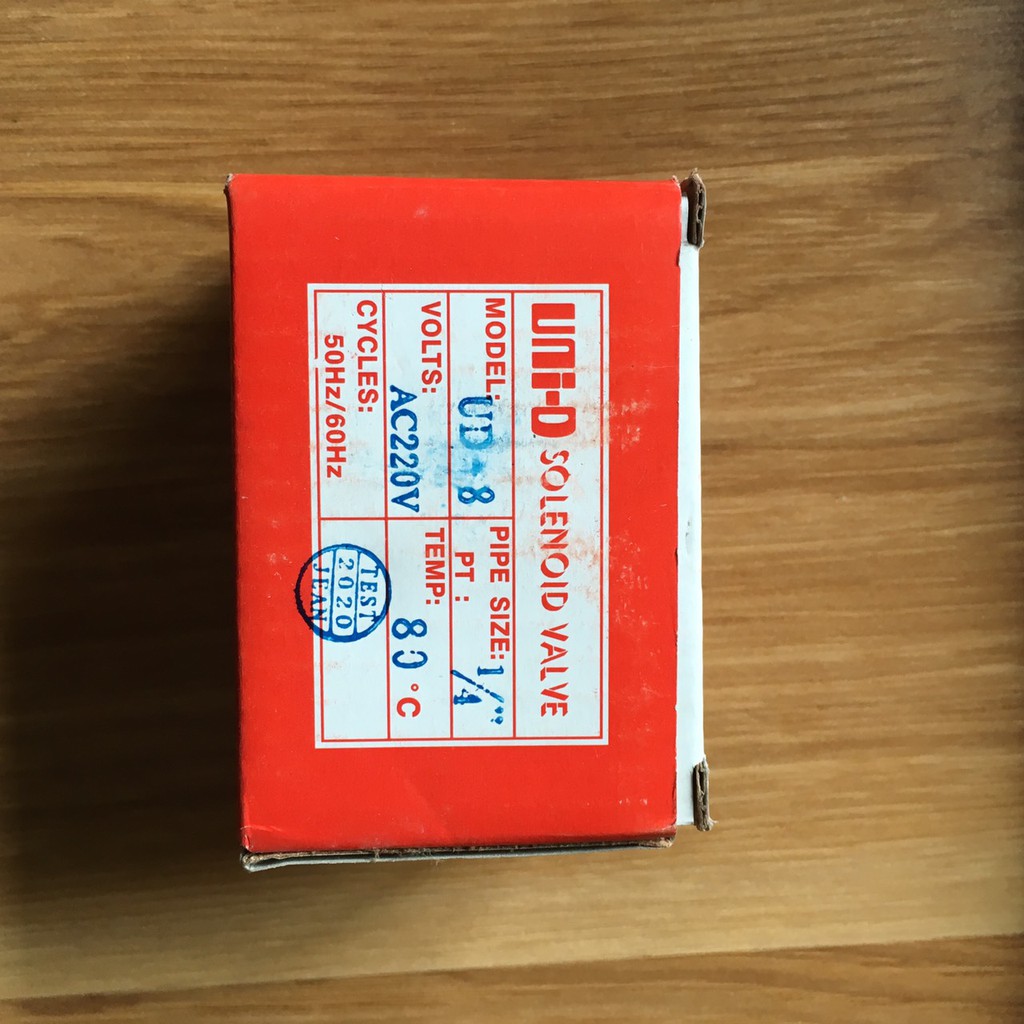 UNI-D SOLENOID VALVE
MODEL: UD-8
PIPE SIZE:
PT: 1/4"
VOLTS: AC220V
TEMP: 80 °C
CYCLES:
50Hz/60Hz
TEST
2020
JEAN